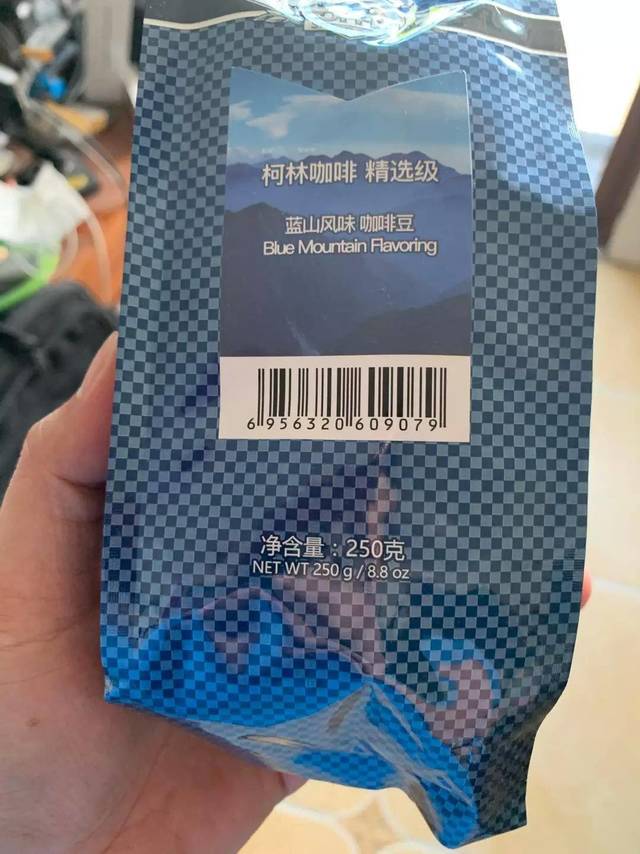 柯林咖啡 精选级
蓝山风味 咖啡豆
Blue Mountain Flavoring
6 956320 609079
净含量：250克
NET WT 250 g / 8.8 oz